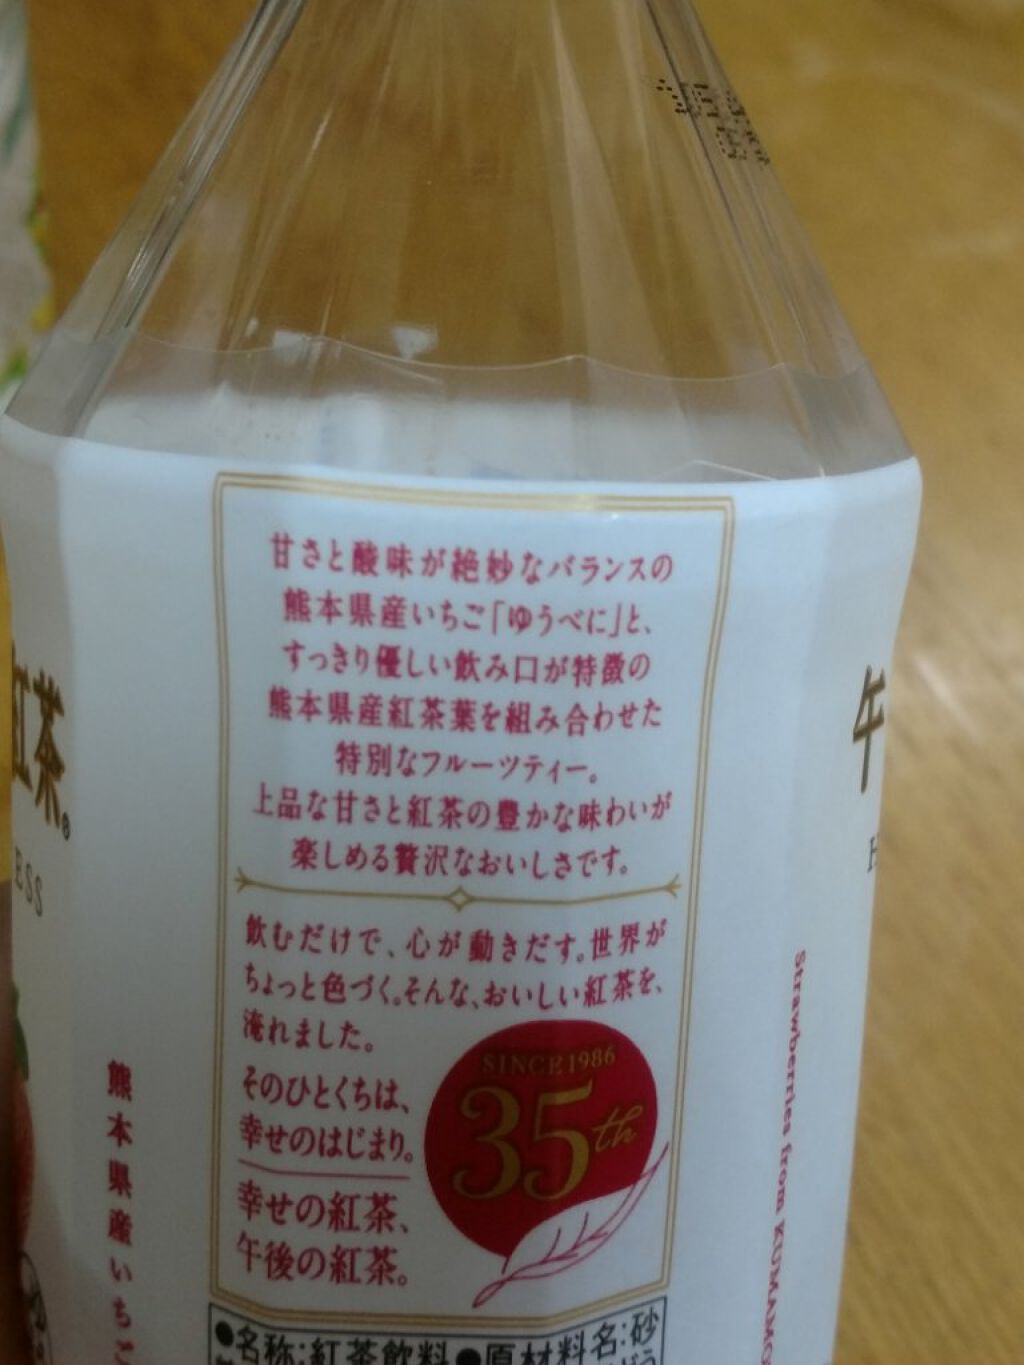 甘さと酸味が絶妙なバランスの
熊本県産いちご「ゆうべに」と、
すっきり優しい飲み口が特徴の
熊本県産紅茶葉を組み合わせた
特別なフルーツティー。
上品な甘さと紅茶の豊かな味わいが
楽しめる贅沢なおいしさです。
飲むだけで、心が動きだす。世界が
ちょっと色づく。そんな、おいしい紅茶を、
淹れました。
そのひとくちは、
幸せのはじまり。
幸せの紅茶、
午後の紅茶。
SINCE 1986
35th
●名称:紅茶飲料●原材料名:砂
紅茶®
ESS
熊本県産いちご
午
H
Strawberries from KUMAMO